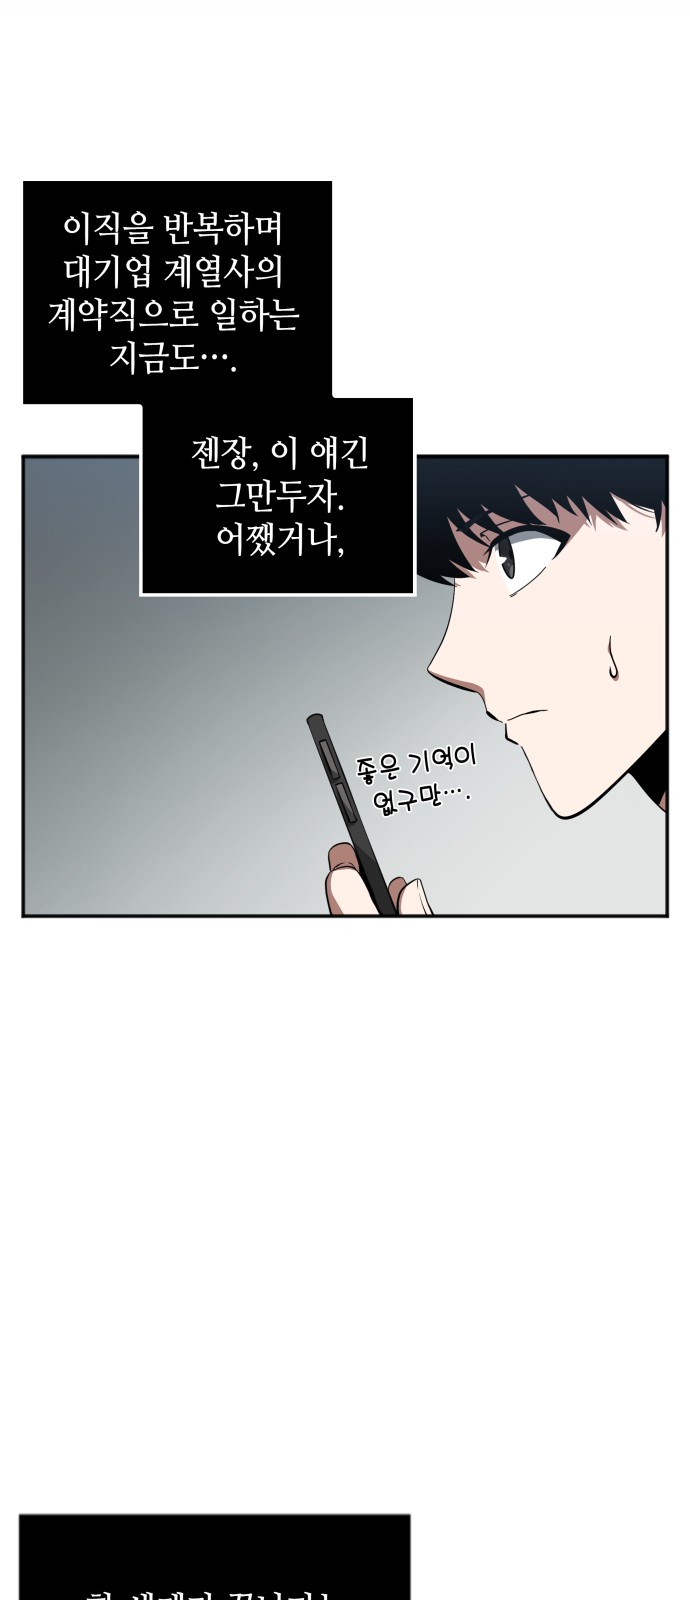 이직을 반복하며
대기업 계열사의
계약직으로 일하는
지금도….
젠장, 이 얘긴
그만두자.
어쨌거나,
좋은 기억이
없구만….